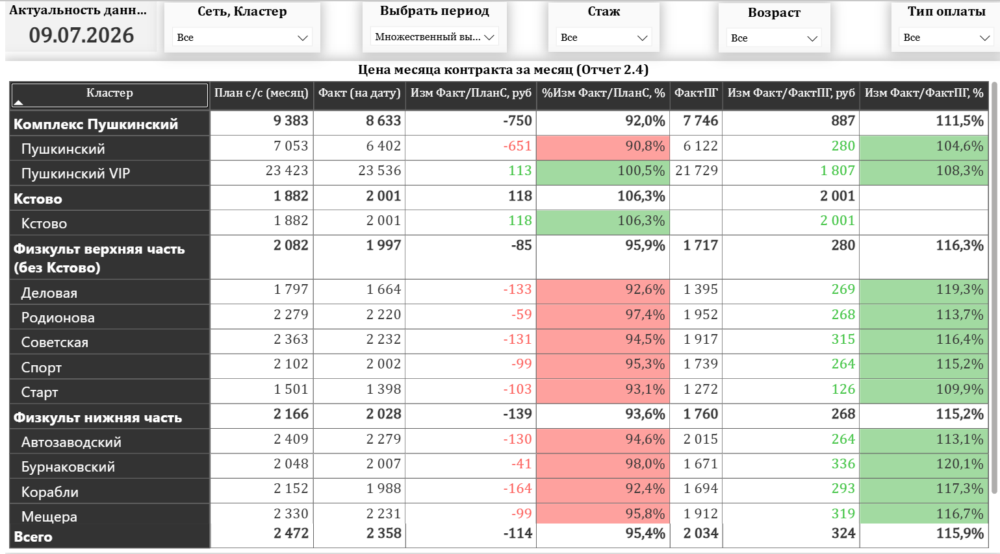 Актуальность данн...
09.07.2026
Сеть, Кластер
Все
Выбрать период
Множественный вы...
Стаж
Все
Возраст
Все
Тип оплаты
Все
Цена месяца контракта за месяц (Отчет 2.4)
Кластер План с/с (месяц) Факт (на дату) Изм Факт/ПланС, руб %Изм Факт/ПланС, % ФактПГ Изм Факт/ФактПГ, руб Изм Факт/ФактПГ, %
Комплекс Пушкинский 9 383 8 633 -750 92,0% 7 746 887 111,5%
Пушкинский 7 053 6 402 -651 90,8% 6 122 280 104,6%
Пушкинский VIP 23 423 23 536 113 100,5% 21 729 1 807 108,3%
Кстово 1 882 2 001 118 106,3% 2 001
Кстово 1 882 2 001 118 106,3% 2 001
Физкульт верхняя часть 2 082 1 997 -85 95,9% 1 717 280 116,3%
(без Кстово)
Деловая 1 797 1 664 -133 92,6% 1 395 269 119,3%
Родионова 2 279 2 220 -59 97,4% 1 952 268 113,7%
Советская 2 363 2 232 -131 94,5% 1 917 315 116,4%
Спорт 2 102 2 002 -99 95,3% 1 739 264 115,2%
Старт 1 501 1 398 -103 93,1% 1 272 126 109,9%
Физкульт нижняя часть 2 166 2 028 -139 93,6% 1 760 268 115,2%
Автозаводский 2 409 2 279 -130 94,6% 2 015 264 113,1%
Бурнаковский 2 048 2 007 -41 98,0% 1 671 336 120,1%
Корабли 2 152 1 988 -164 92,4% 1 694 293 117,3%
Мещера 2 330 2 231 -99 95,8% 1 912 319 116,7%
Всего 2 472 2 358 -114 95,4% 2 034 324 115,9%